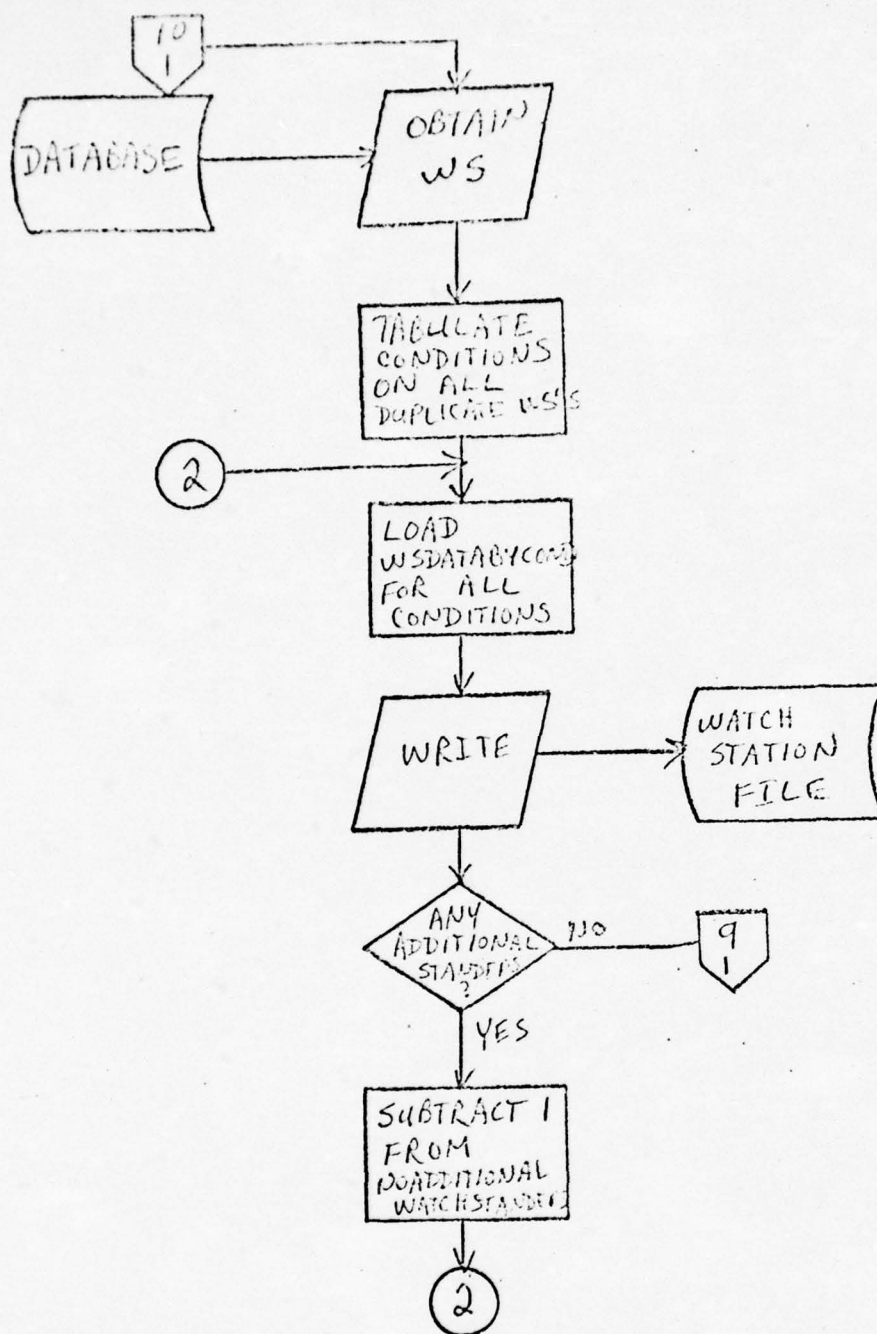 10
1
DATABASE
OBTAIN
WS
TABULATE
CONDITIONS
ON ALL
DUPLICATE WS'S
2
LOAD
WSDATABYCOND
FOR ALL
CONDITIONS
WRITE
WATCH
STATION
FILE
ANY
ADDITIONAL
STANDERS
?
NO
9
1
YES
SUBTRACT 1
FROM
NOADDITIONAL
WATCHSTANDERS
2